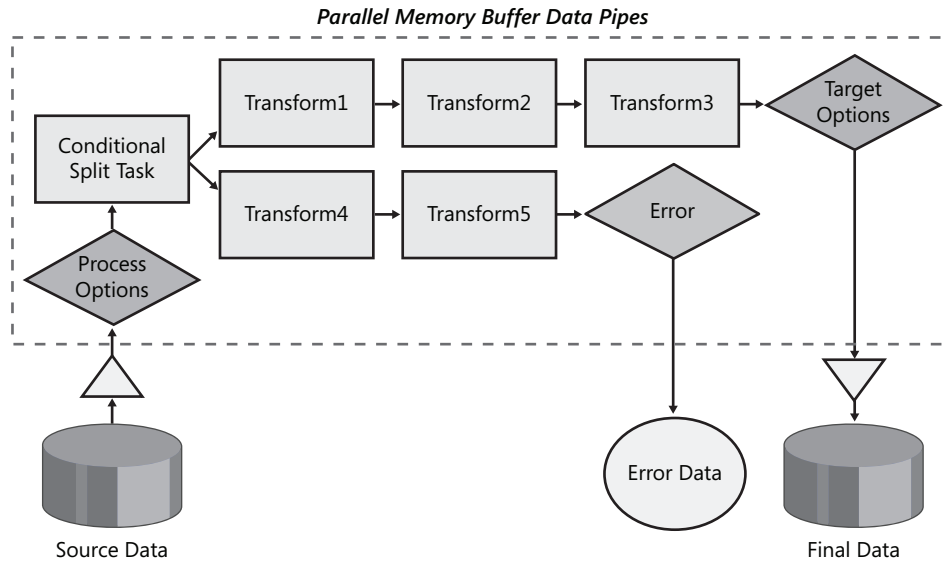 Parallel Memory Buffer Data Pipes
Transform1
Transform2
Transform3
Target
Options
Conditional
Split Task
Transform4
Transform5
Error
Process
Options
Error Data
Source Data
Final Data